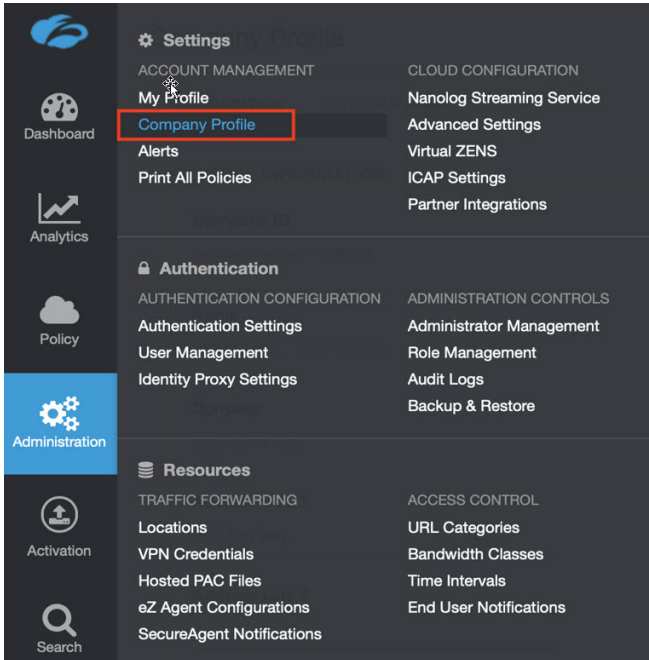 Dashboard
Analytics
Policy
Administration
Activation
Search
Settings
ACCOUNT MANAGEMENT
My Profile
Company Profile
Alerts
Print All Policies
CLOUD CONFIGURATION
Nanolog Streaming Service
Advanced Settings
Virtual ZENS
ICAP Settings
Partner Integrations
Authentication
AUTHENTICATION CONFIGURATION
Authentication Settings
User Management
Identity Proxy Settings
ADMINISTRATION CONTROLS
Administrator Management
Role Management
Audit Logs
Backup & Restore
Resources
TRAFFIC FORWARDING
Locations
VPN Credentials
Hosted PAC Files
eZ Agent Configurations
SecureAgent Notifications
ACCESS CONTROL
URL Categories
Bandwidth Classes
Time Intervals
End User Notifications
Company ID
Domains